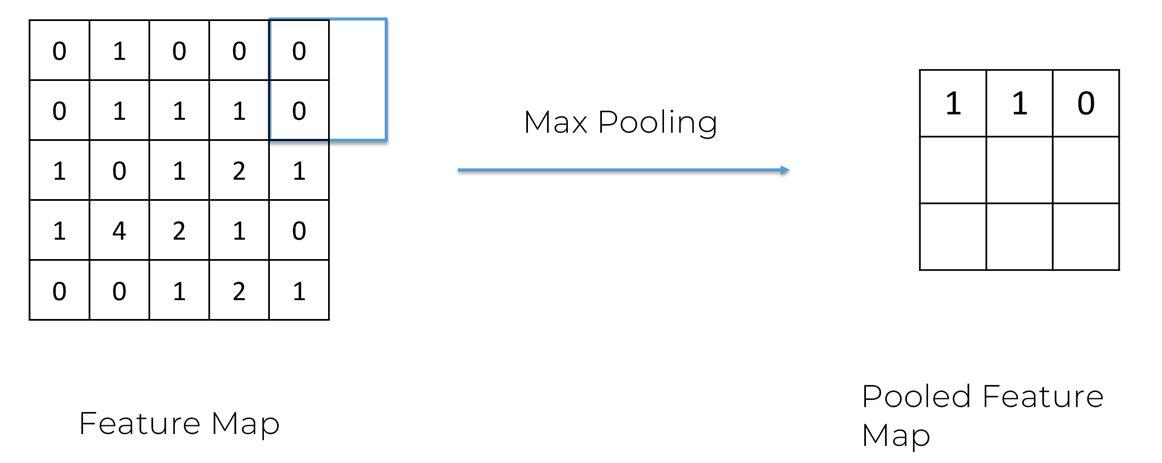 0 1 0 0 0
0 1 1 1 0
1 0 1 2 1
1 4 2 1 0
0 0 1 2 1
Max Pooling
1 1 0
Feature Map
Pooled Feature
Map